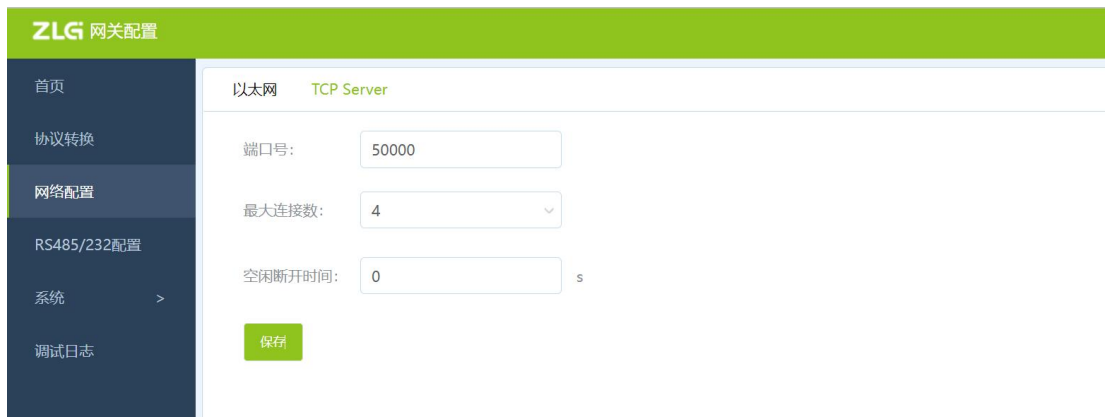 ZLG 网关配置
首页
协议转换
网络配置
RS485/232配置
系统 >
调试日志
以太网 TCP Server
端口号: 50000
最大连接数: 4
空闲断开时间: 0 s
保存